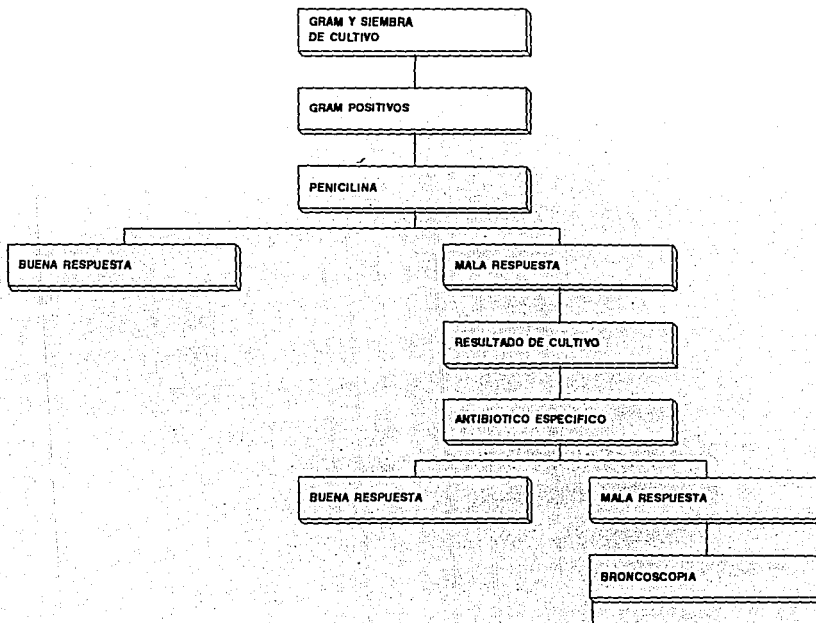 GRAM Y SIEMBRA
DE CULTIVO
GRAM POSITIVOS
PENICILINA
BUENA RESPUESTA
MALA RESPUESTA
RESULTADO DE CULTIVO
ANTIBIOTICO ESPECIFICO
BUENA RESPUESTA
MALA RESPUESTA
BRONCOSCOPIA